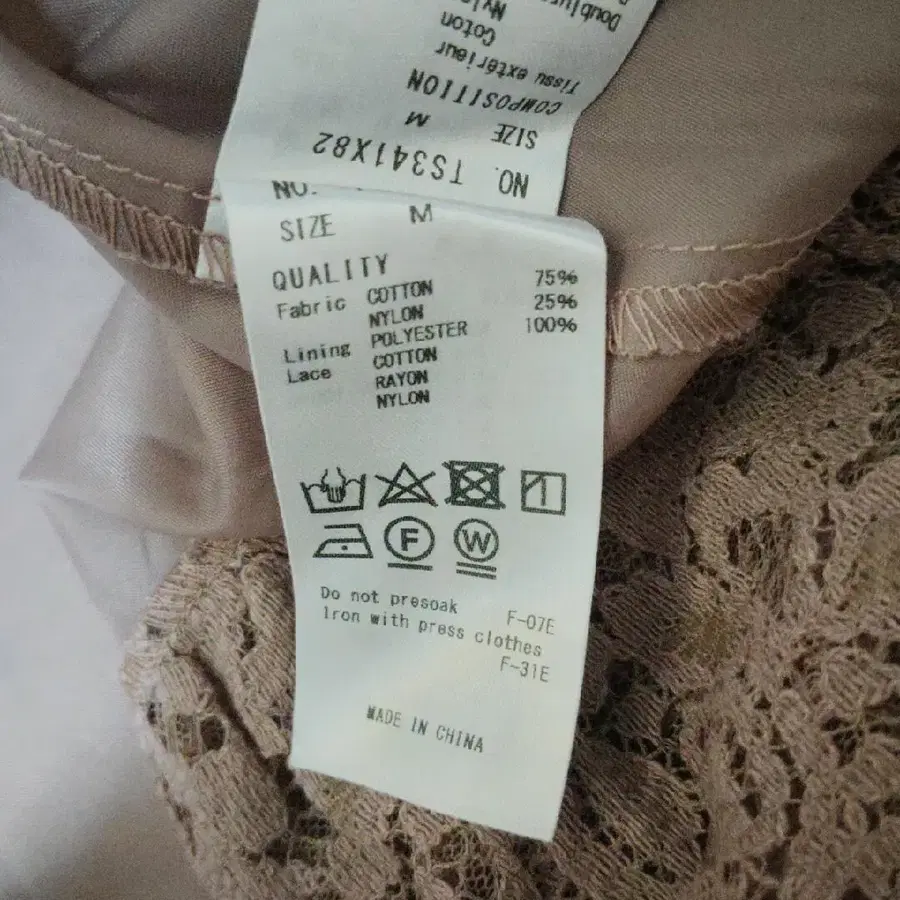 NO. TS341X82
SIZE M
COMPOSITION
Tissu extérieur
Coton
NO.
SIZE M
QUALITY
Fabric COTTON 75%
NYLON 25%
Lining POLYESTER 100%
Lace COTTON
RAYON
NYLON
F W
Do not presoak F-07E
Iron with press clothes
F-31E
MADE IN CHINA